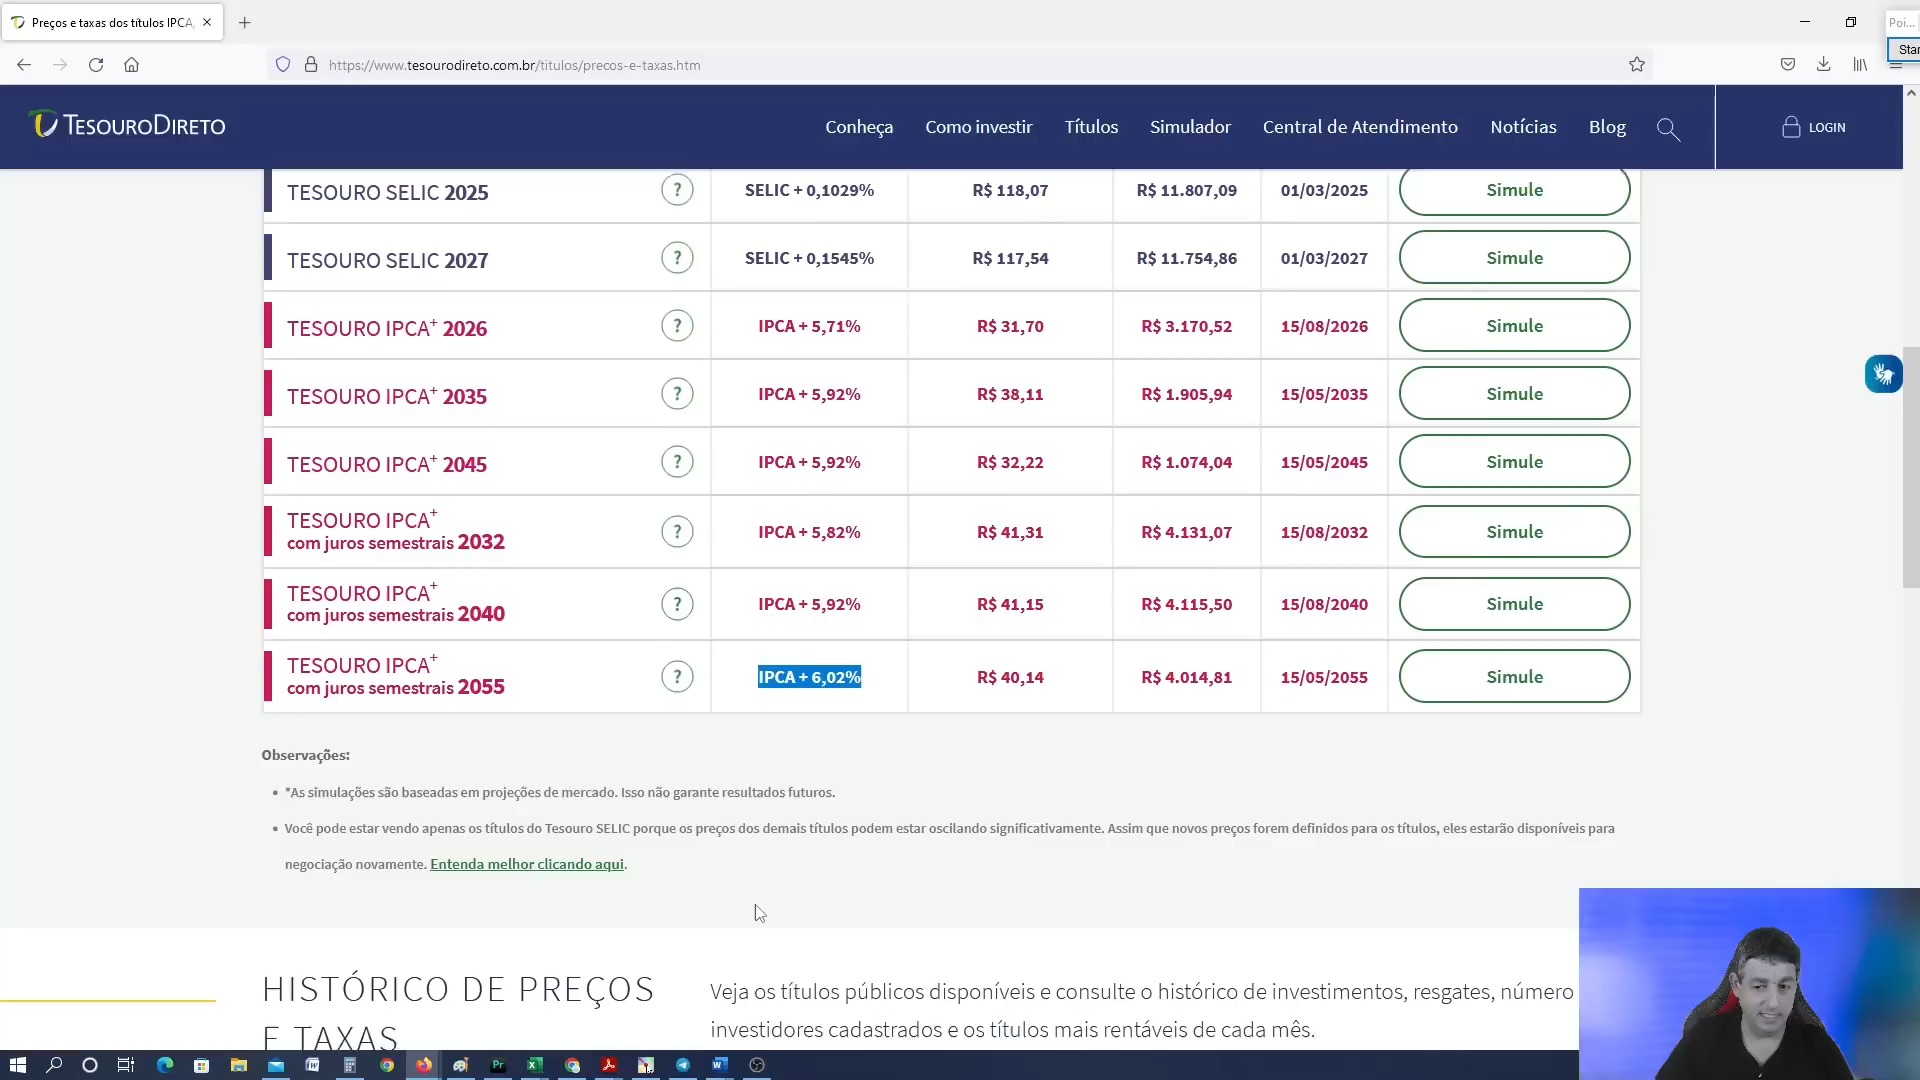 Preços e taxas dos títulos IPCA
Poi...
Star
https://www.tesourodireto.com.br/titulos/precos-e-taxas.htm
TESOURODIRETO
Conheça
Como investir
Títulos
Simulador
Central de Atendimento
Notícias
Blog
LOGIN
TESOURO SELIC 2025 ? SELIC + 0,1029% R$ 118,07 R$ 11.807,09 01/03/2025 Simule
TESOURO SELIC 2027 ? SELIC + 0,1545% R$ 117,54 R$ 11.754,86 01/03/2027 Simule
TESOURO IPCA+ 2026 ? IPCA + 5,71% R$ 31,70 R$ 3.170,52 15/08/2026 Simule
TESOURO IPCA+ 2035 ? IPCA + 5,92% R$ 38,11 R$ 1.905,94 15/05/2035 Simule
TESOURO IPCA+ 2045 ? IPCA + 5,92% R$ 32,22 R$ 1.074,04 15/05/2045 Simule
TESOURO IPCA+
com juros semestrais 2032 ? IPCA + 5,82% R$ 41,31 R$ 4.131,07 15/08/2032 Simule
TESOURO IPCA+
com juros semestrais 2040 ? IPCA + 5,92% R$ 41,15 R$ 4.115,50 15/08/2040 Simule
TESOURO IPCA+
com juros semestrais 2055 ? IPCA + 6,02% R$ 40,14 R$ 4.014,81 15/05/2055 Simule
Observações:
• *As simulações são baseadas em projeções de mercado. Isso não garante resultados futuros.
• Você pode estar vendo apenas os títulos do Tesouro SELIC porque os preços dos demais títulos podem estar oscilando significativamente. Assim que novos preços forem definidos para os títulos, eles estarão disponíveis para
negociação novamente. Entenda melhor clicando aqui.
HISTÓRICO DE PREÇOS
E TAXAS
Veja os títulos públicos disponíveis e consulte o histórico de investimentos, resgates, número
investidores cadastrados e os títulos mais rentáveis de cada mês.